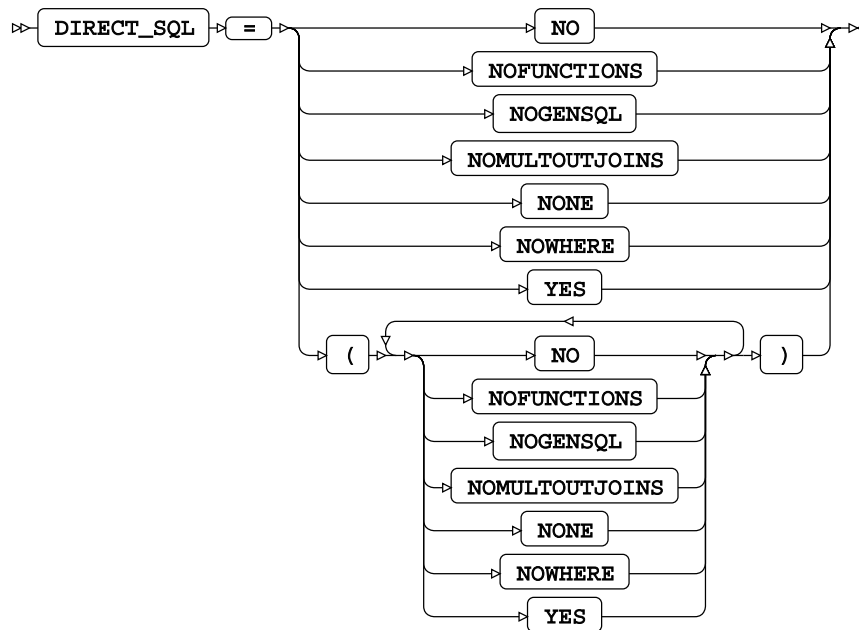 DIRECT_SQL = NO
NOFUNCTIONS
NOGENSQL
NOMULTOUTJOINS
NONE
NOWHERE
YES
( NO )
NOFUNCTIONS
NOGENSQL
NOMULTOUTJOINS
NONE
NOWHERE
YES